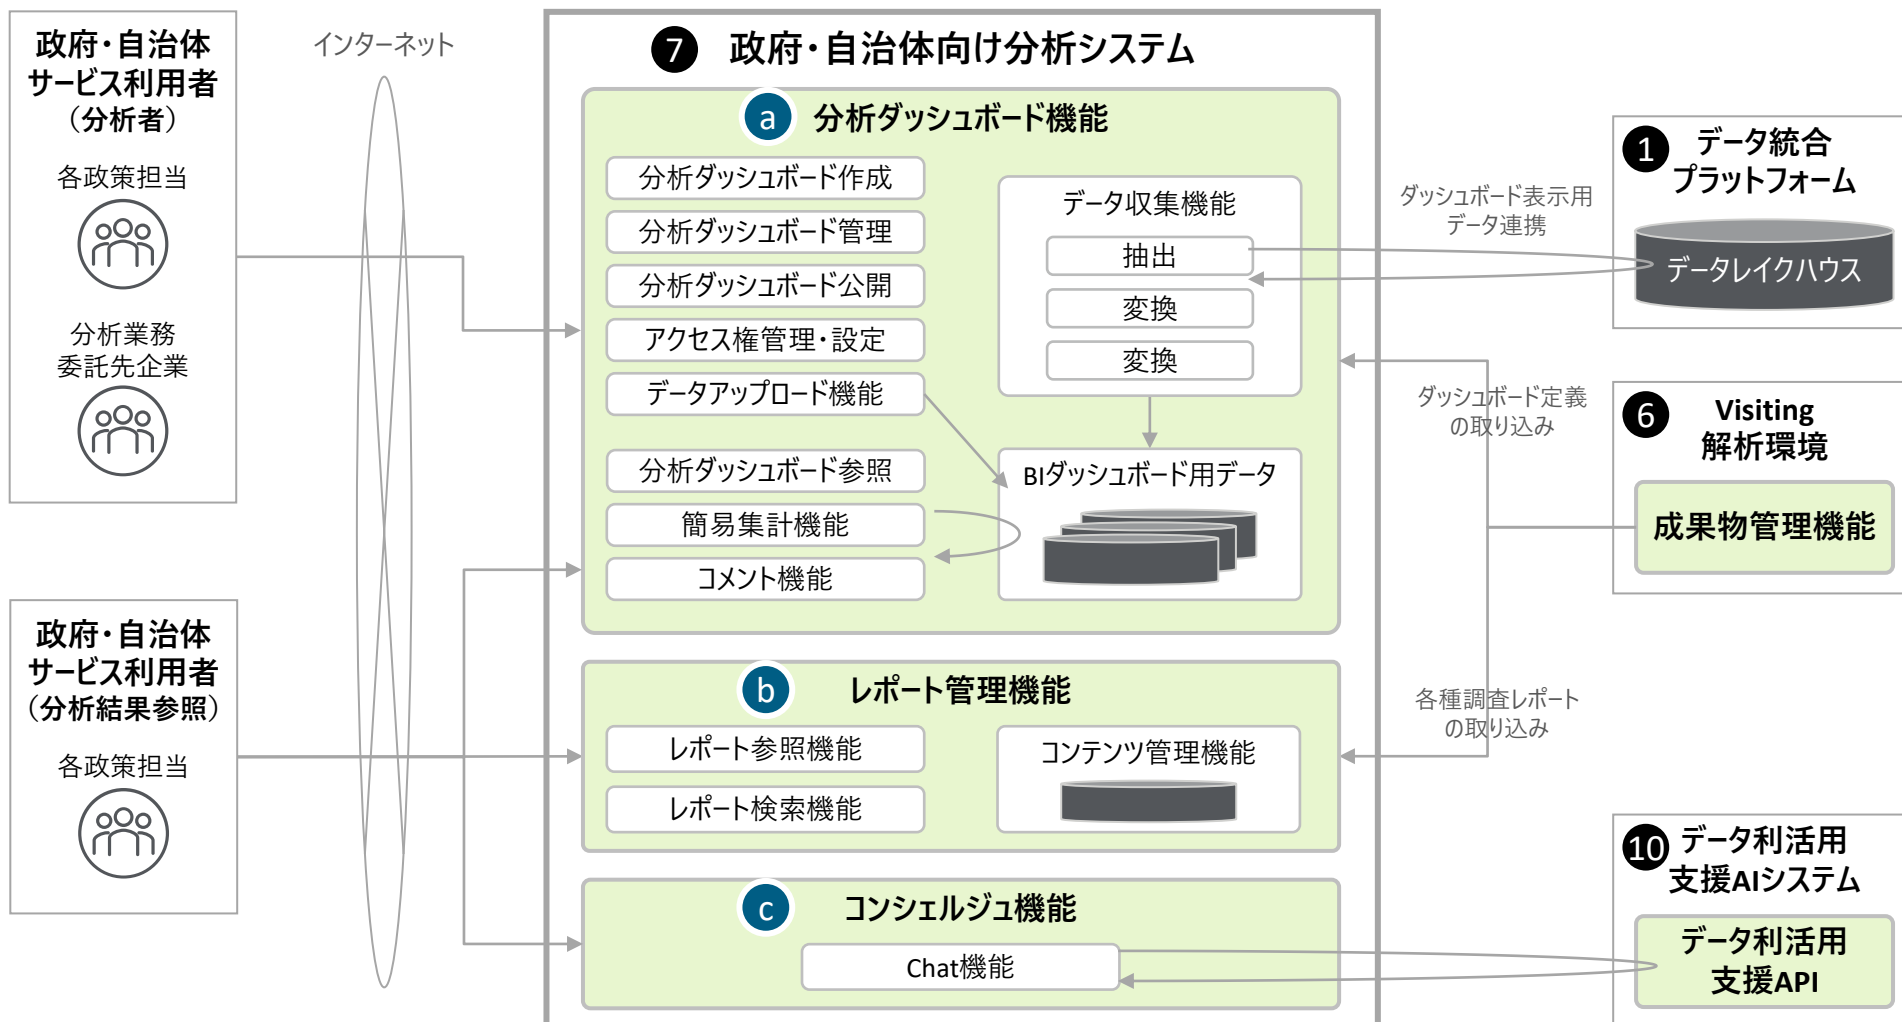 政府・自治体
サービス利用者
（分析者）
各政策担当
分析業務
委託先企業
政府・自治体
サービス利用者
（分析結果参照）
各政策担当
インターネット
7 政府・自治体向け分析システム
a 分析ダッシュボード機能
分析ダッシュボード作成
分析ダッシュボード管理
分析ダッシュボード公開
アクセス権管理・設定
データアップロード機能
分析ダッシュボード参照
簡易集計機能
コメント機能
データ収集機能
抽出
変換
変換
BIダッシュボード用データ
b レポート管理機能
レポート参照機能
レポート検索機能
コンテンツ管理機能
c コンシェルジュ機能
Chat機能
ダッシュボード表示用
データ連携
ダッシュボード定義
の取り込み
各種調査レポート
の取り込み
1 データ統合
プラットフォーム
データレイクハウス
6 Visiting
解析環境
成果物管理機能
10 データ利活用
支援AIシステム
データ利活用
支援API